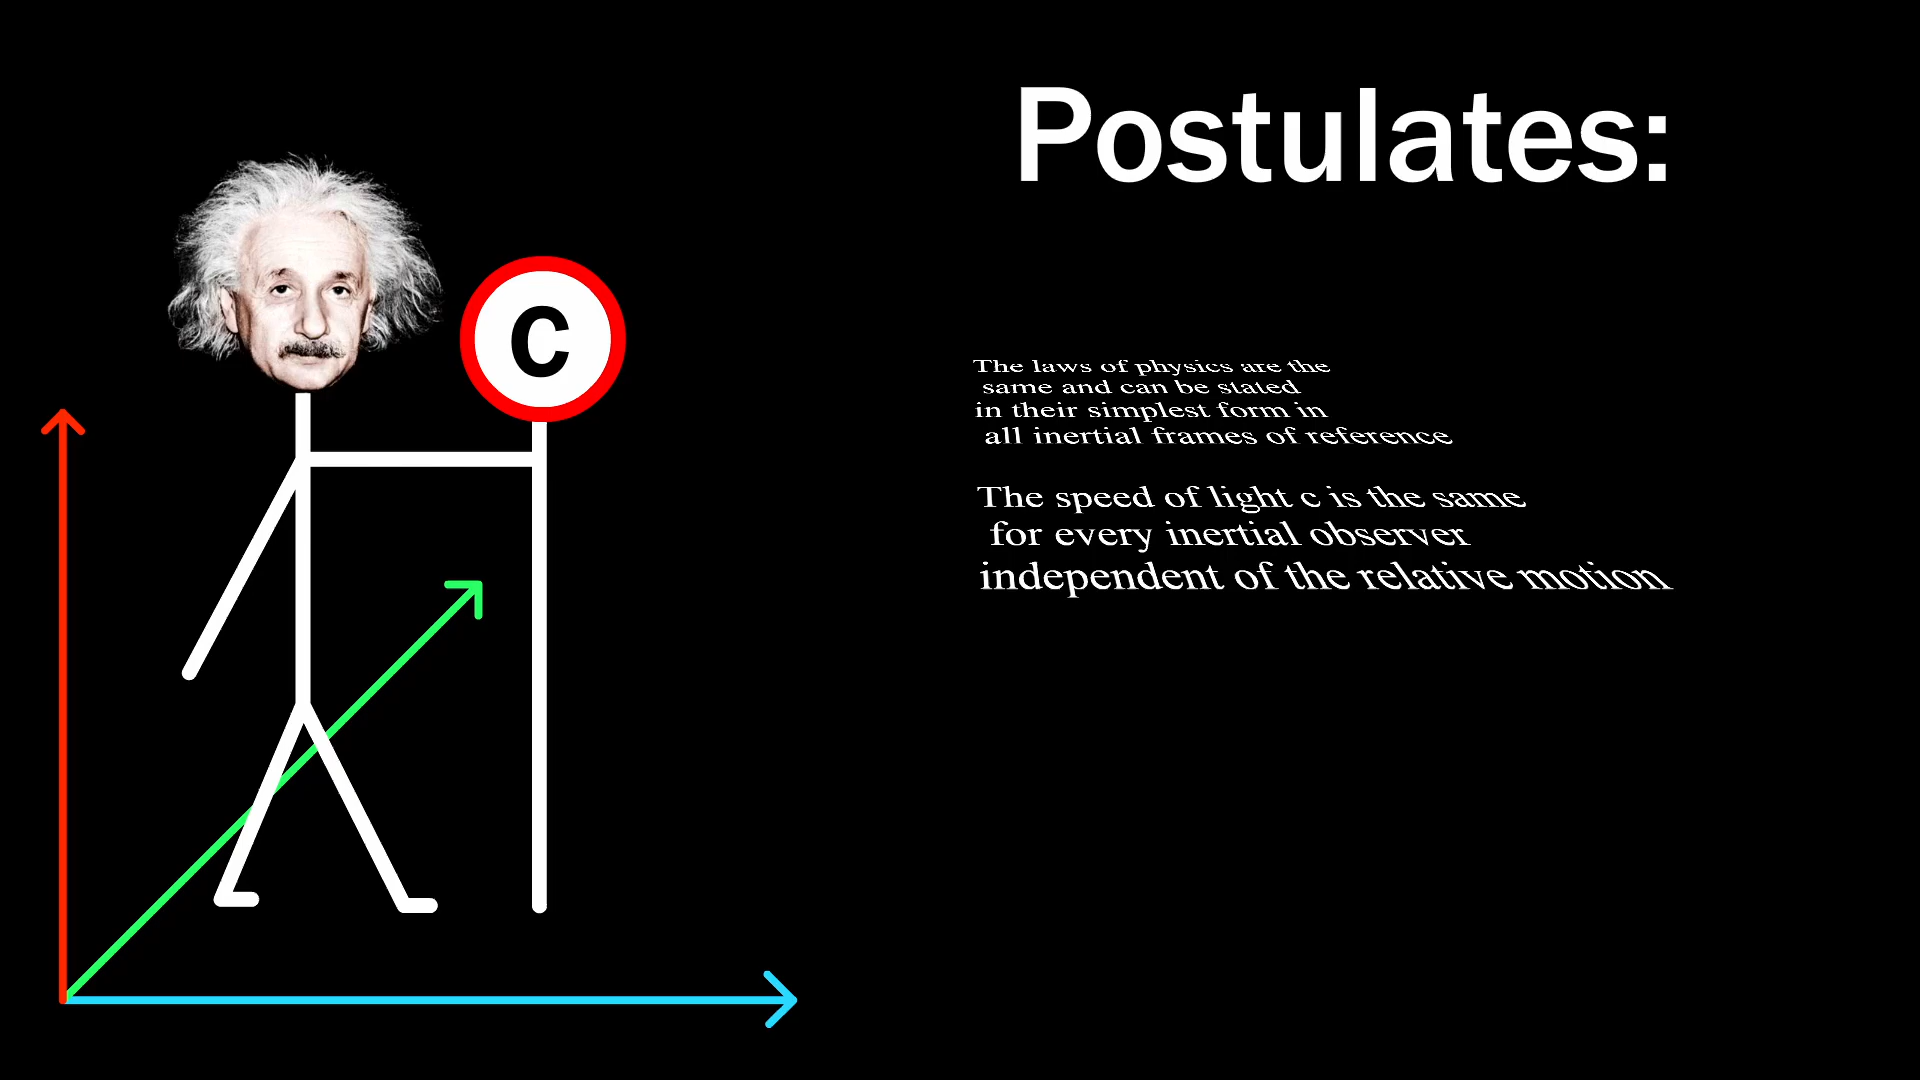 Postulates:
C
The laws of physics are the
same and can be stated
in their simplest form in
all inertial frames of reference
The speed of light c is the same
for every inertial observer
independent of the relative motion